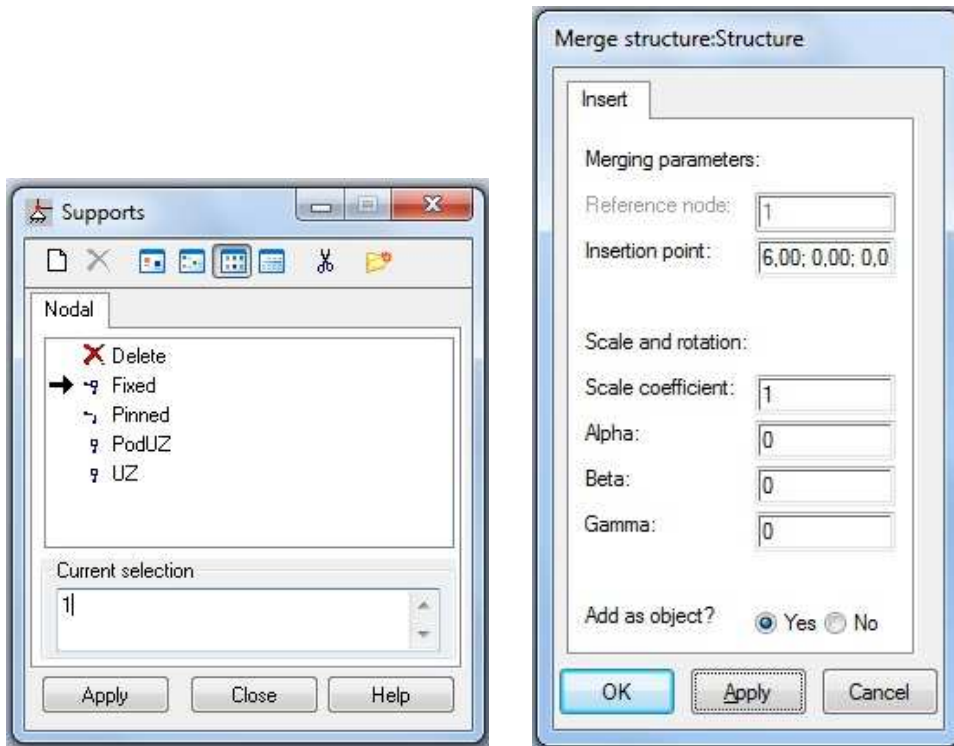 Supports
Nodal
Delete
Fixed
Pinned
PodUZ
UZ
Current selection
1
Apply Close Help
Merge structure:Structure
Insert
Merging parameters:
Reference node: 1
Insertion point: 6,00; 0,00; 0,0
Scale and rotation:
Scale coefficient: 1
Alpha: 0
Beta: 0
Gamma: 0
Add as object? Yes No
OK Apply Cancel